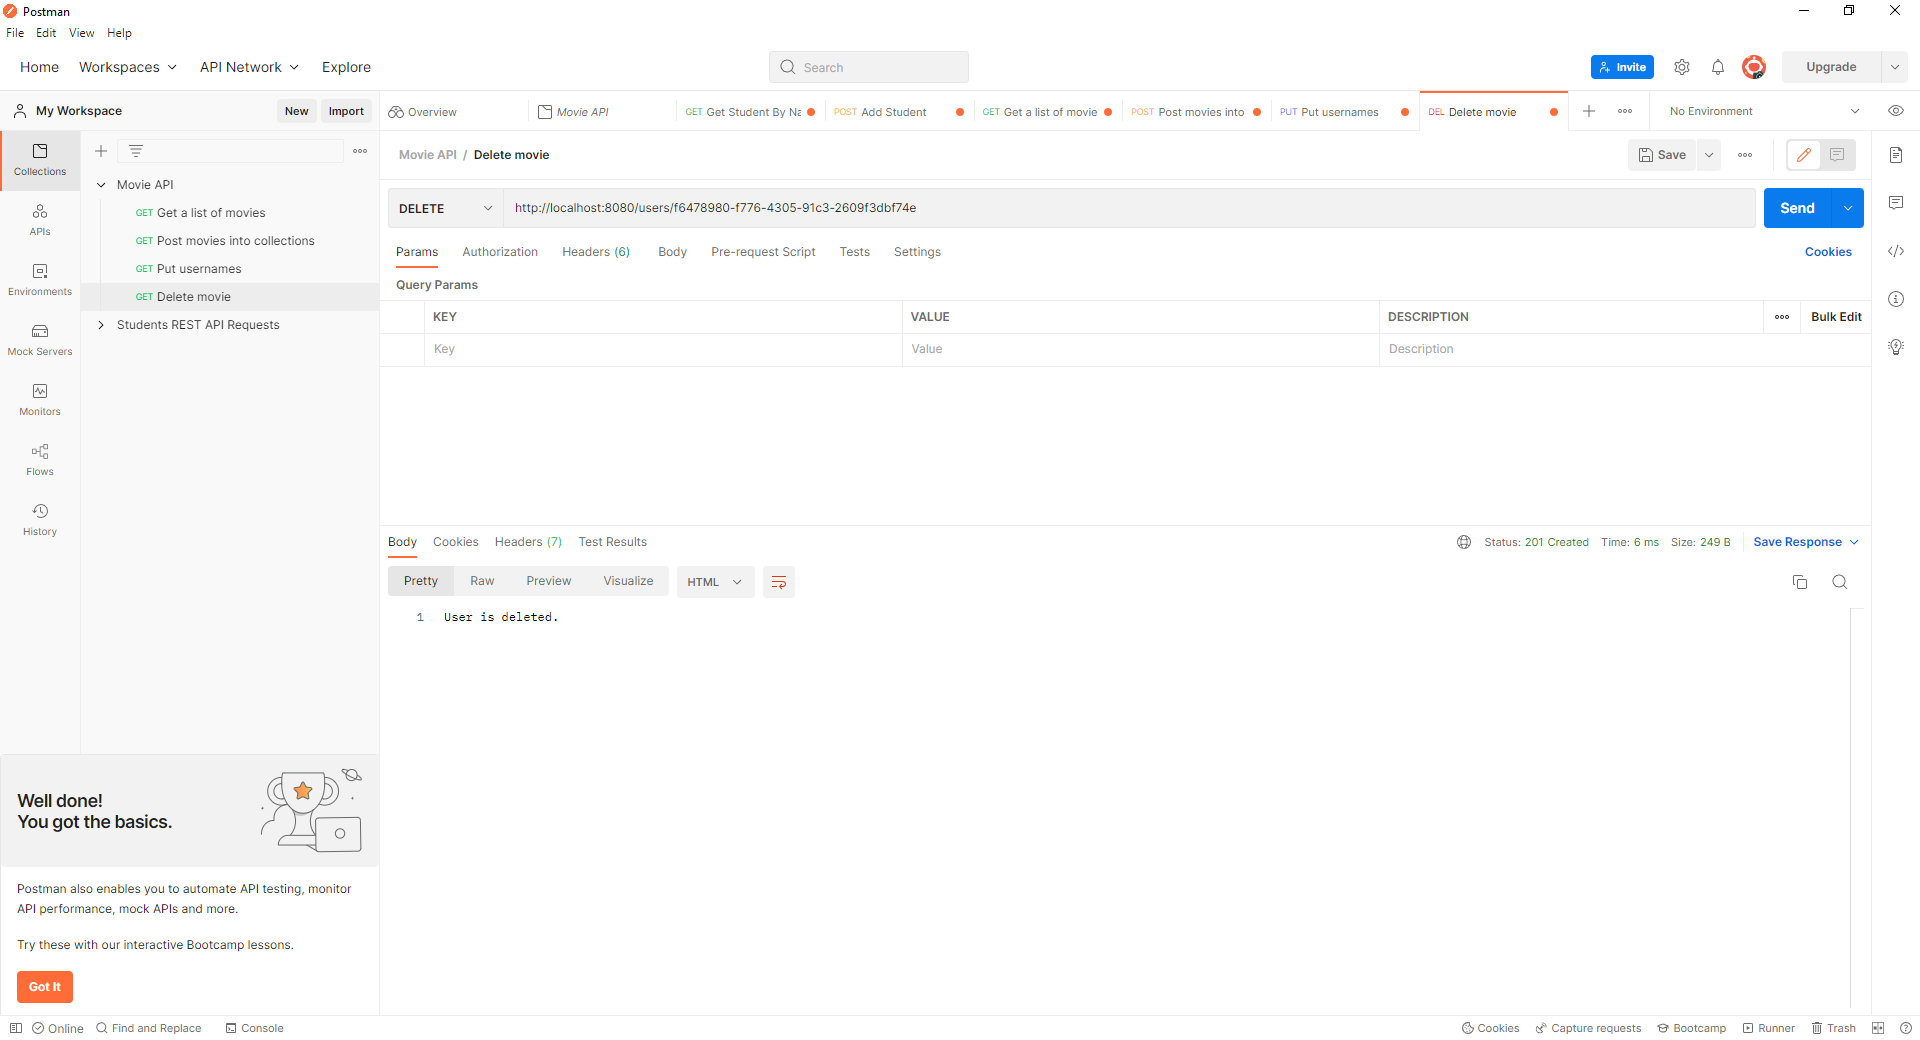 Postman
File Edit View Help
Home Workspaces API Network Explore Search Invite Upgrade
My Workspace New Import
Overview Movie API GET Get Student By Na POST Add Student GET Get a list of movie POST Post movies into PUT Put usernames DEL Delete movie No Environment
Collections
APIs
Environments
Mock Servers
Monitors
Flows
History
Movie API
GET Get a list of movies
GET Post movies into collections
GET Put usernames
GET Delete movie
Students REST API Requests
Movie API / Delete movie Save
DELETE http://localhost:8080/users/f6478980-f776-4305-91c3-2609f3dbf74e Send
Params Authorization Headers (6) Body Pre-request Script Tests Settings Cookies
Query Params
KEY VALUE DESCRIPTION Bulk Edit
Key Value Description
Body Cookies Headers (7) Test Results Status: 201 Created Time: 6 ms Size: 249 B Save Response
Pretty Raw Preview Visualize HTML
1 User is deleted.
Well done!
You got the basics.
Postman also enables you to automate API testing, monitor
API performance, mock APIs and more.
Try these with our interactive Bootcamp lessons.
Got It
Online Find and Replace Console Cookies Capture requests Bootcamp Runner Trash